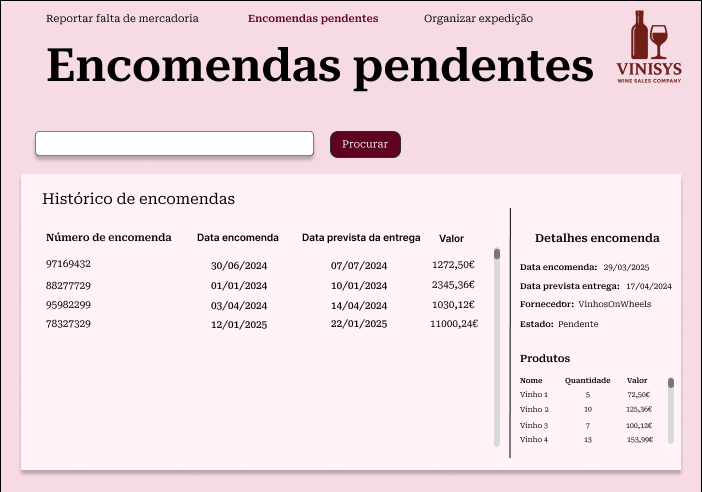 Reportar falta de mercadoria Encomendas pendentes Organizar expedição
Encomendas pendentes
VINISYS
WINE SALES COMPANY
Procurar
Histórico de encomendas
Número de encomenda Data encomenda Data prevista da entrega Valor
97169432 30/06/2024 07/07/2024 1272,50€
88277729 01/01/2024 10/01/2024 2345,36€
95982299 03/04/2024 14/04/2024 1030,12€
78327329 12/01/2025 22/01/2025 11000,24€
Detalhes encomenda
Data encomenda: 29/03/2025
Data prevista entrega: 17/04/2024
Fornecedor: VinhosOnWheels
Estado: Pendente
Produtos
Nome Quantidade Valor
Vinho 1 5 72,50€
Vinho 2 10 125,36€
Vinho 3 7 100,12€
Vinho 4 13 153,99€